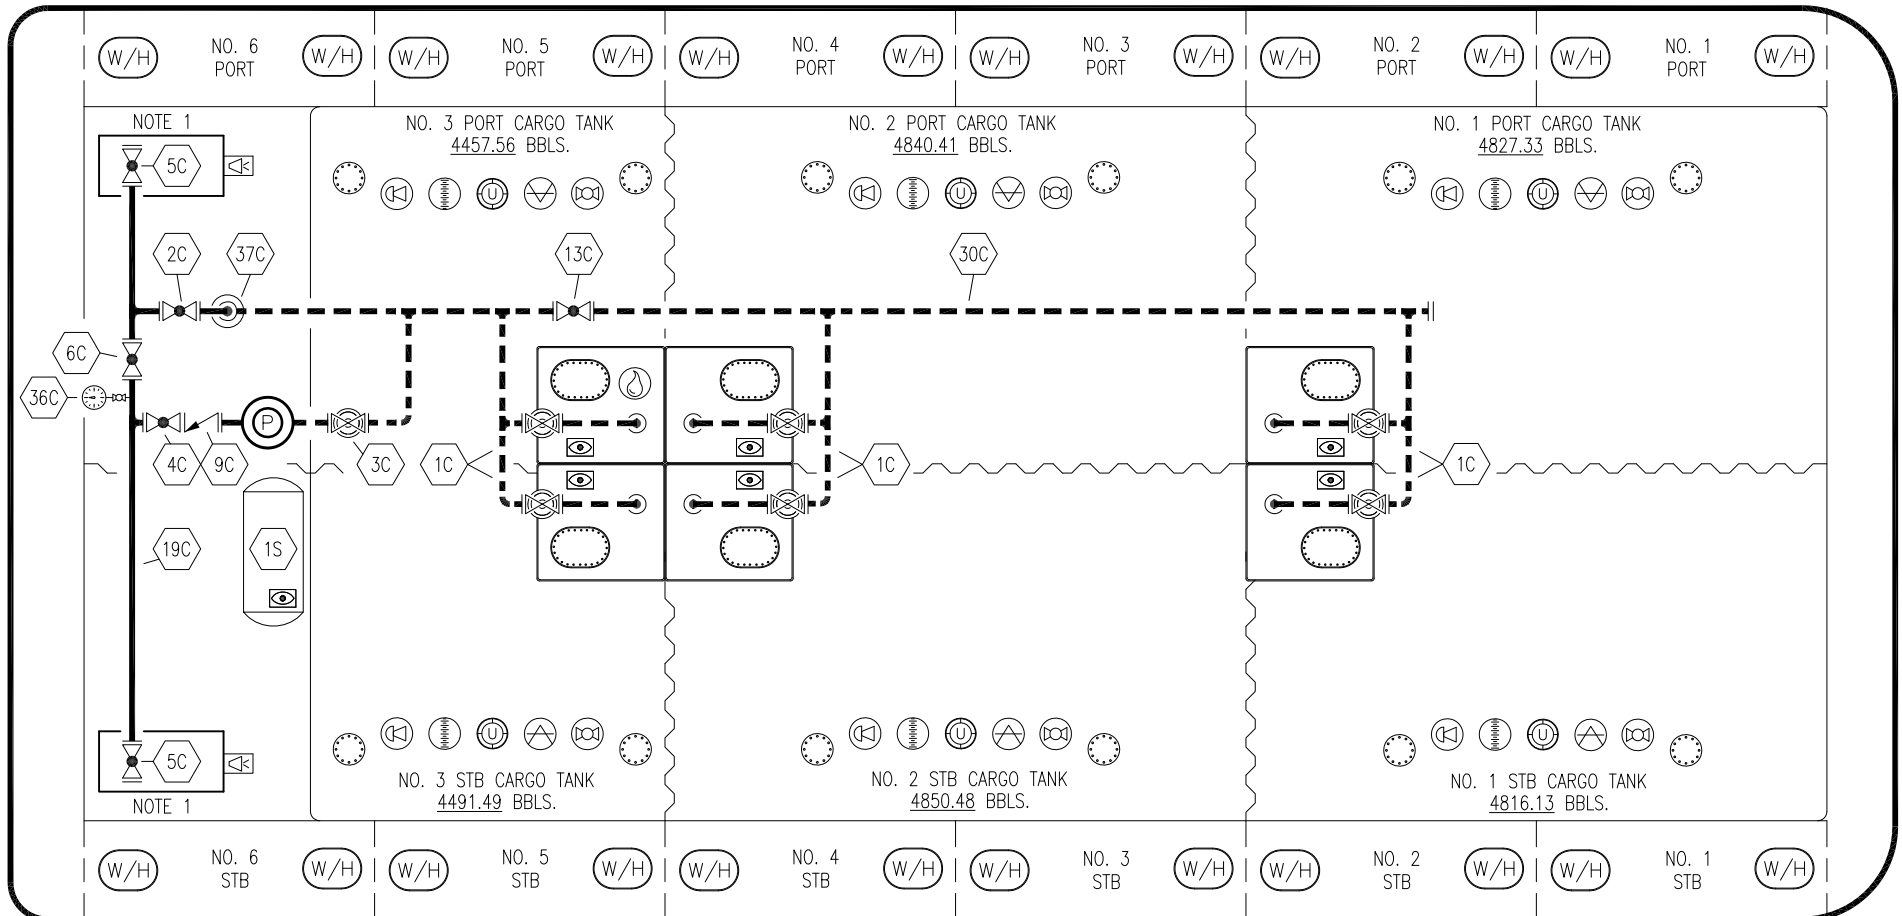 W/H NO. 6 W/H W/H NO. 5 W/H W/H NO. 4 W/H W/H NO. 3 W/H W/H NO. 2 W/H W/H NO. 1 W/H
PORT PORT PORT PORT PORT PORT
NOTE 1
NO. 3 PORT CARGO TANK
4457.56 BBLS.
NO. 2 PORT CARGO TANK
4840.41 BBLS.
NO. 1 PORT CARGO TANK
4827.33 BBLS.
5C
U U U
2C 37C 13C 30C
6C
36C
P
4C 9C 3C 1C 1C 1C
19C 1S
U U U
5C
NOTE 1
NO. 3 STB CARGO TANK
4491.49 BBLS.
NO. 2 STB CARGO TANK
4850.48 BBLS.
NO. 1 STB CARGO TANK
4816.13 BBLS.
W/H NO. 6 W/H W/H NO. 5 W/H W/H NO. 4 W/H W/H NO. 3 W/H W/H NO. 2 W/H W/H NO. 1 W/H
STB STB STB STB STB STB